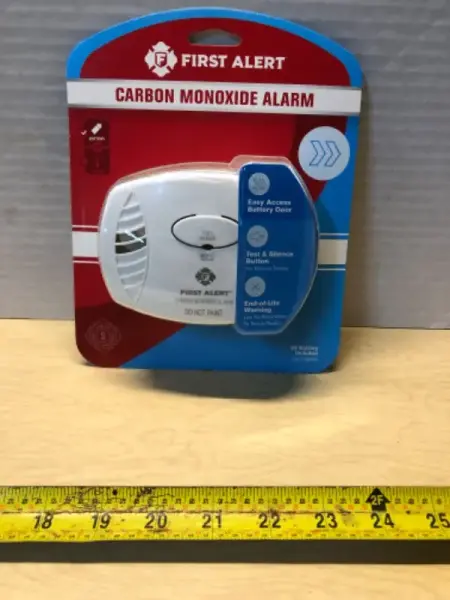 FIRST ALERT
CARBON MONOXIDE ALARM
Easy Access
Battery Door
Test & Silence
Button
End-of-Life
Warning
FIRST ALERT
DO NOT PAINT
2F
18 19 20 21 22 23 24 25